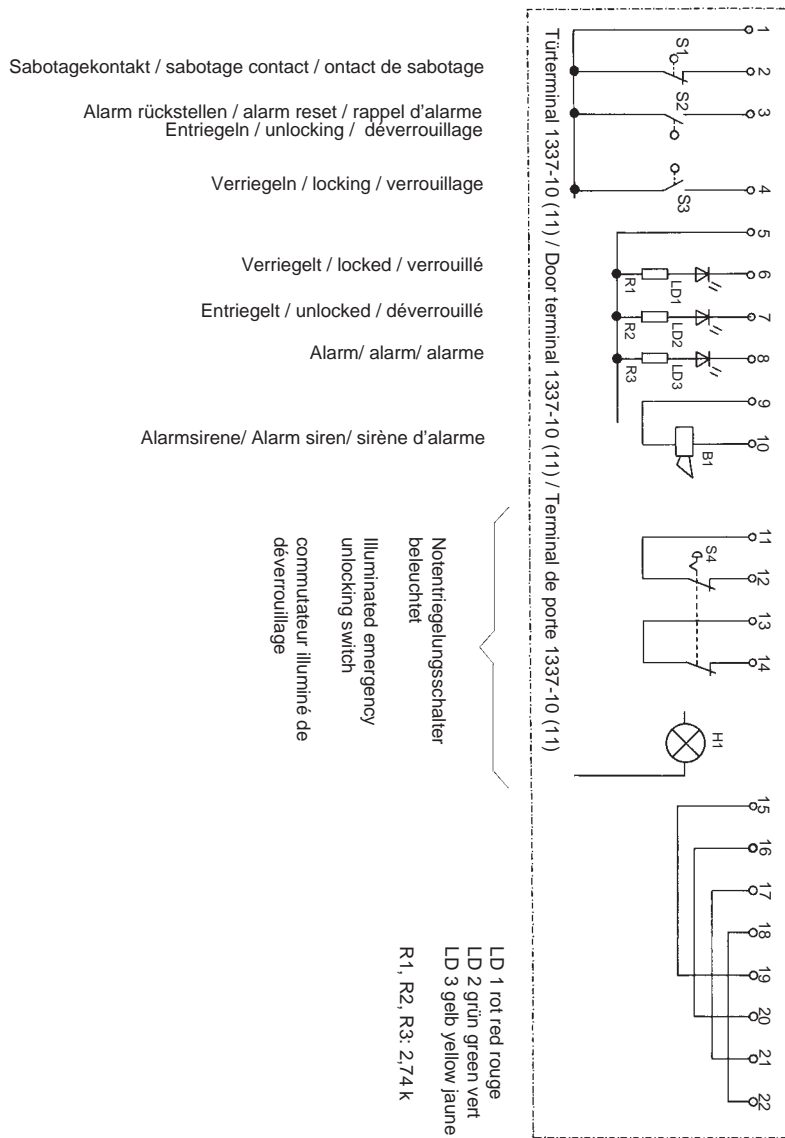 Sabotagekontakt / sabotage contact / ontact de sabotage
Alarm rückstellen / alarm reset / rappel d'alarme
Entriegeln / unlocking / déverrouillage
Verriegeln / locking / verrouillage
Verriegelt / locked / verrouillé
Entriegelt / unlocked / déverrouillé
Alarm/ alarm/ alarme
Alarmsirene/ Alarm siren/ sirène d'alarme
Notentriegelungsschalter
beleuchtet
Illuminated emergency
unlocking switch
commutateur illuminé de
déverrouillage
LD 1 rot red rouge
LD 2 grün green vert
LD 3 gelb yellow jaune
R1, R2, R3: 2,74 k
Türterminal 1337-10 (11) / Door terminal 1337-10 (11) / Terminal de porte 1337-10 (11)
1
S1
2
S2
3
S3
4
5
R1
LD1
6
R2
LD2
7
R3
LD3
8
9
B1
10
11
S4
12
13
14
H1
15
16
17
18
19
20
21
22